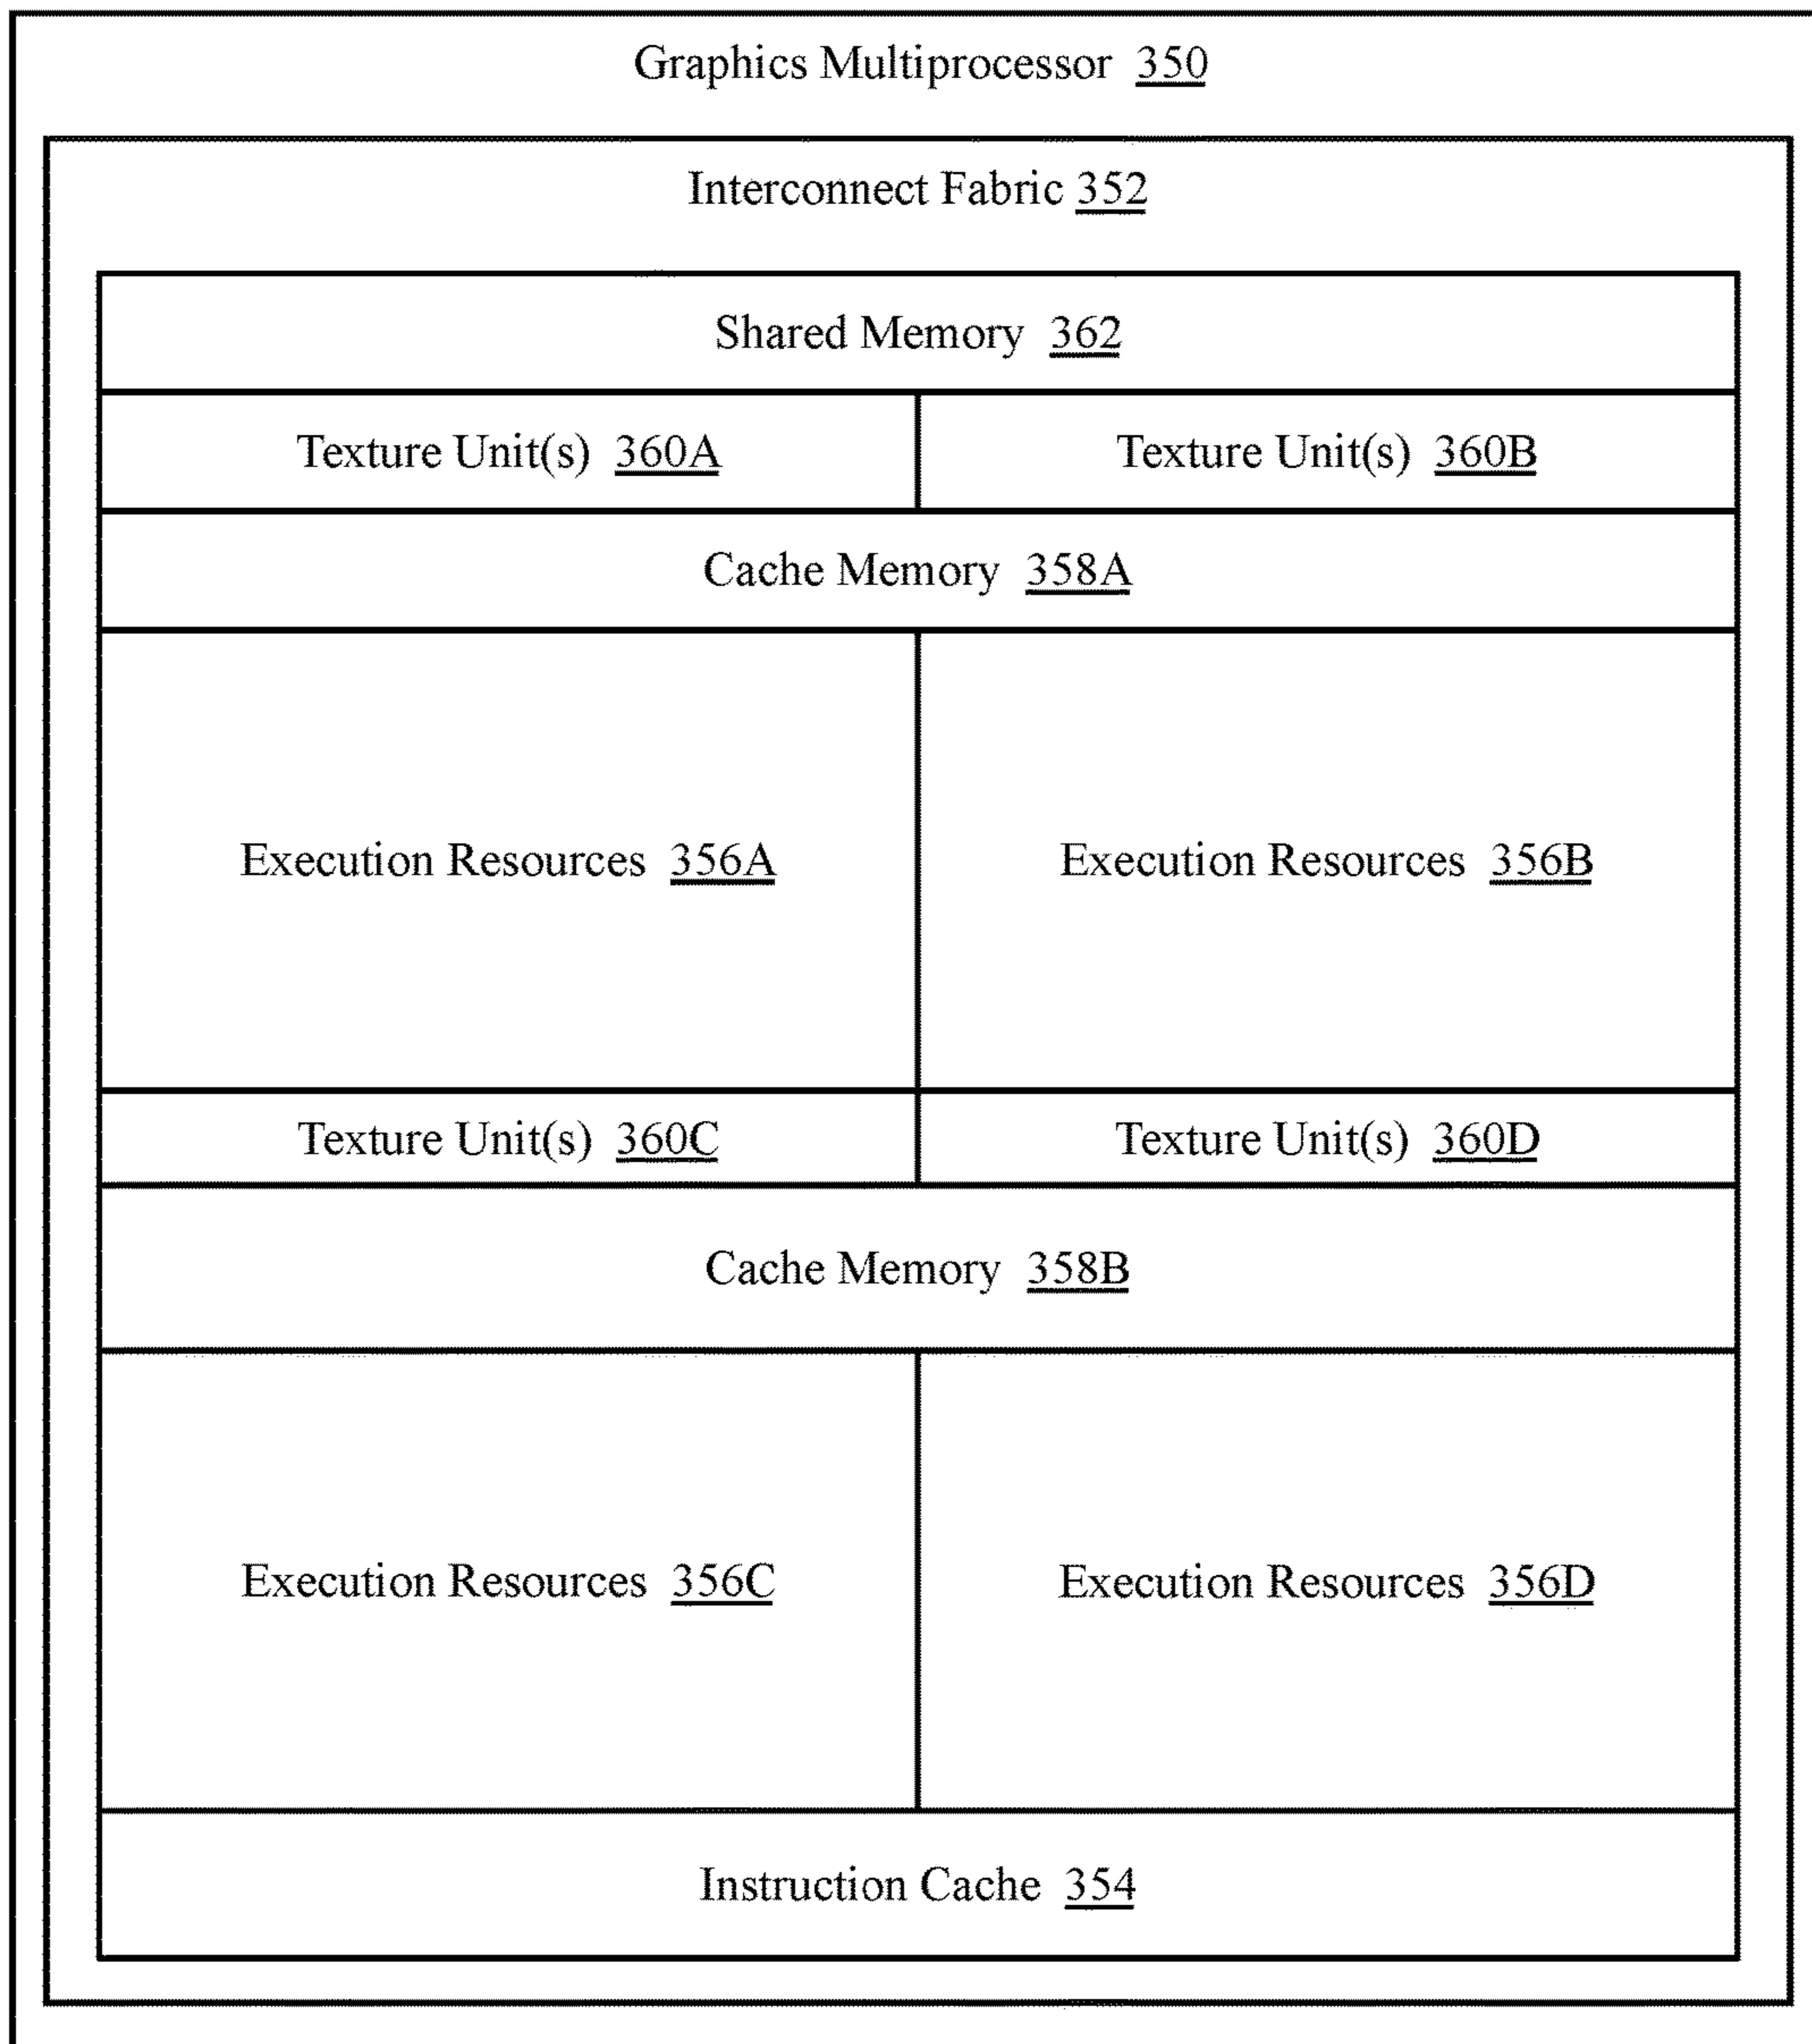 Graphics Multiprocessor 350
Interconnect Fabric 352
Shared Memory 362
Texture Unit(s) 360A
Texture Unit(s) 360B
Cache Memory 358A
Execution Resources 356A
Execution Resources 356B
Texture Unit(s) 360C
Texture Unit(s) 360D
Cache Memory 358B
Execution Resources 356C
Execution Resources 356D
Instruction Cache 354